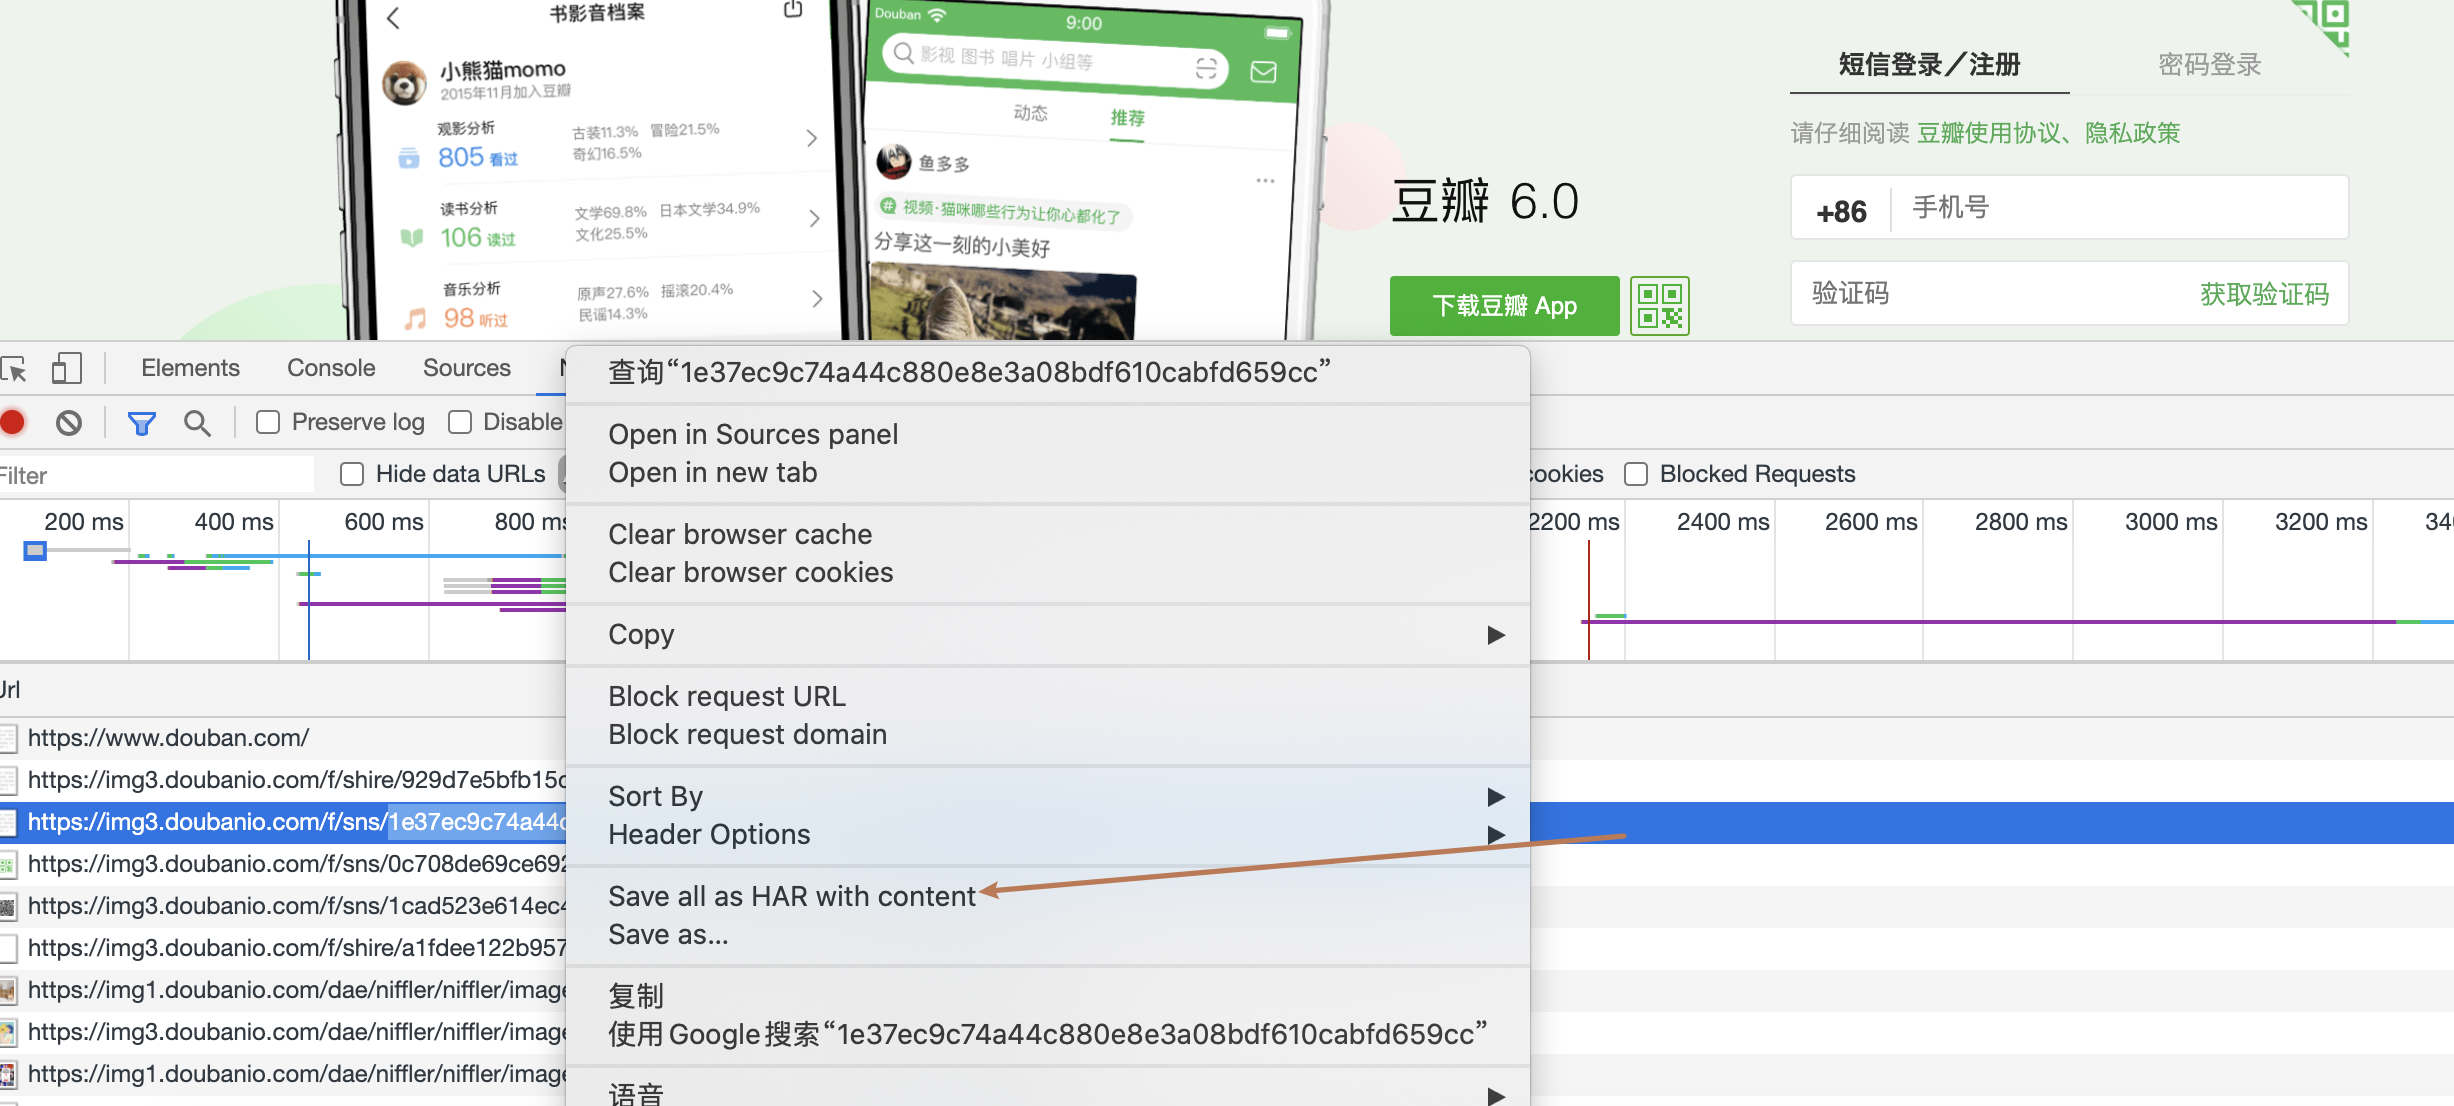 书影音档案
小熊猫momo
2015年11月加入豆瓣
观影分析
805 看过
古装11.3% 冒险21.5%
奇幻16.5%
读书分析
106 读过
文学69.8% 日本文学34.9%
文化25.5%
音乐分析
98 听过
原声27.6% 摇滚20.4%
民谣14.3%
Douban
9:00
影视 图书 唱片 小组等
动态
推荐
鱼多多
视频·猫咪哪些行为让你心都化了
分享这一刻的小美好
豆瓣 6.0
下载豆瓣 App
短信登录／注册
密码登录
请仔细阅读 豆瓣使用协议、隐私政策
+86
手机号
验证码
获取验证码
Elements Console Sources
Preserve log Disable
Filter
Hide data URLs
cookies
Blocked Requests
200 ms 400 ms 600 ms 800 ms 2200 ms 2400 ms 2600 ms 2800 ms 3000 ms 3200 ms
Url
https://www.douban.com/
https://img3.doubanio.com/f/shire/929d7e5bfb15
https://img3.doubanio.com/f/sns/1e37ec9c74a44c
https://img3.doubanio.com/f/sns/0c708de69ce692
https://img3.doubanio.com/f/sns/1cad523e614ec4
https://img3.doubanio.com/f/shire/a1fdee122b957
https://img1.doubanio.com/dae/niffler/niffler/image
https://img3.doubanio.com/dae/niffler/niffler/image
https://img1.doubanio.com/dae/niffler/niffler/image
查询“1e37ec9c74a44c880e8e3a08bdf610cabfd659cc”
Open in Sources panel
Open in new tab
Clear browser cache
Clear browser cookies
Copy
Block request URL
Block request domain
Sort By
Header Options
Save all as HAR with content
Save as...
复制
使用 Google 搜索“1e37ec9c74a44c880e8e3a08bdf610cabfd659cc”
语音